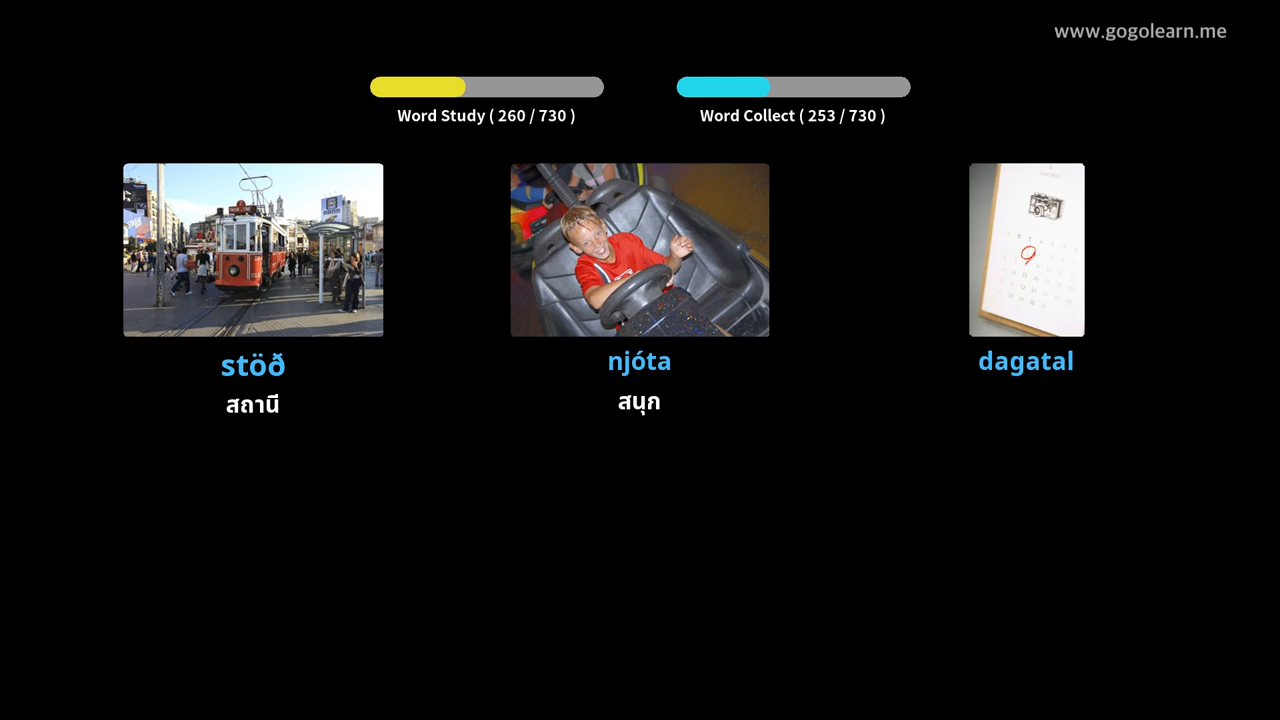 www.gogolearn.me
Word Study ( 260 / 730 )
Word Collect ( 253 / 730 )
stöð
สถานี
njóta
สนุก
dagatal